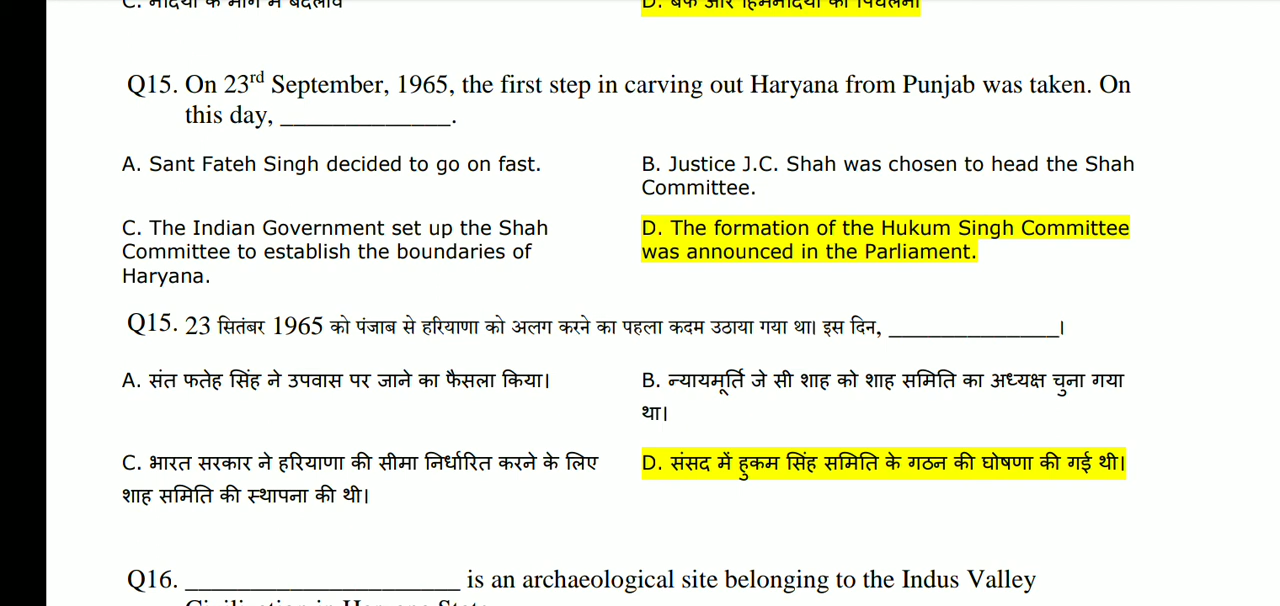 Q15. On 23rd September, 1965, the first step in carving out Haryana from Punjab was taken. On
this day, ______________.
A. Sant Fateh Singh decided to go on fast.
B. Justice J.C. Shah was chosen to head the Shah
Committee.
C. The Indian Government set up the Shah
Committee to establish the boundaries of
Haryana.
D. The formation of the Hukum Singh Committee
was announced in the Parliament.
Q15. 23 सितंबर 1965 को पंजाब से हरियाणा को अलग करने का पहला कदम उठाया गया था। इस दिन, ______________।
A. संत फतेह सिंह ने उपवास पर जाने का फैसला किया।
B. न्यायमूर्ति जे सी शाह को शाह समिति का अध्यक्ष चुना गया
था।
C. भारत सरकार ने हरियाणा की सीमा निर्धारित करने के लिए
शाह समिति की स्थापना की थी।
D. संसद में हुकम सिंह समिति के गठन की घोषणा की गई थी।
Q16. ______________________ is an archaeological site belonging to the Indus Valley